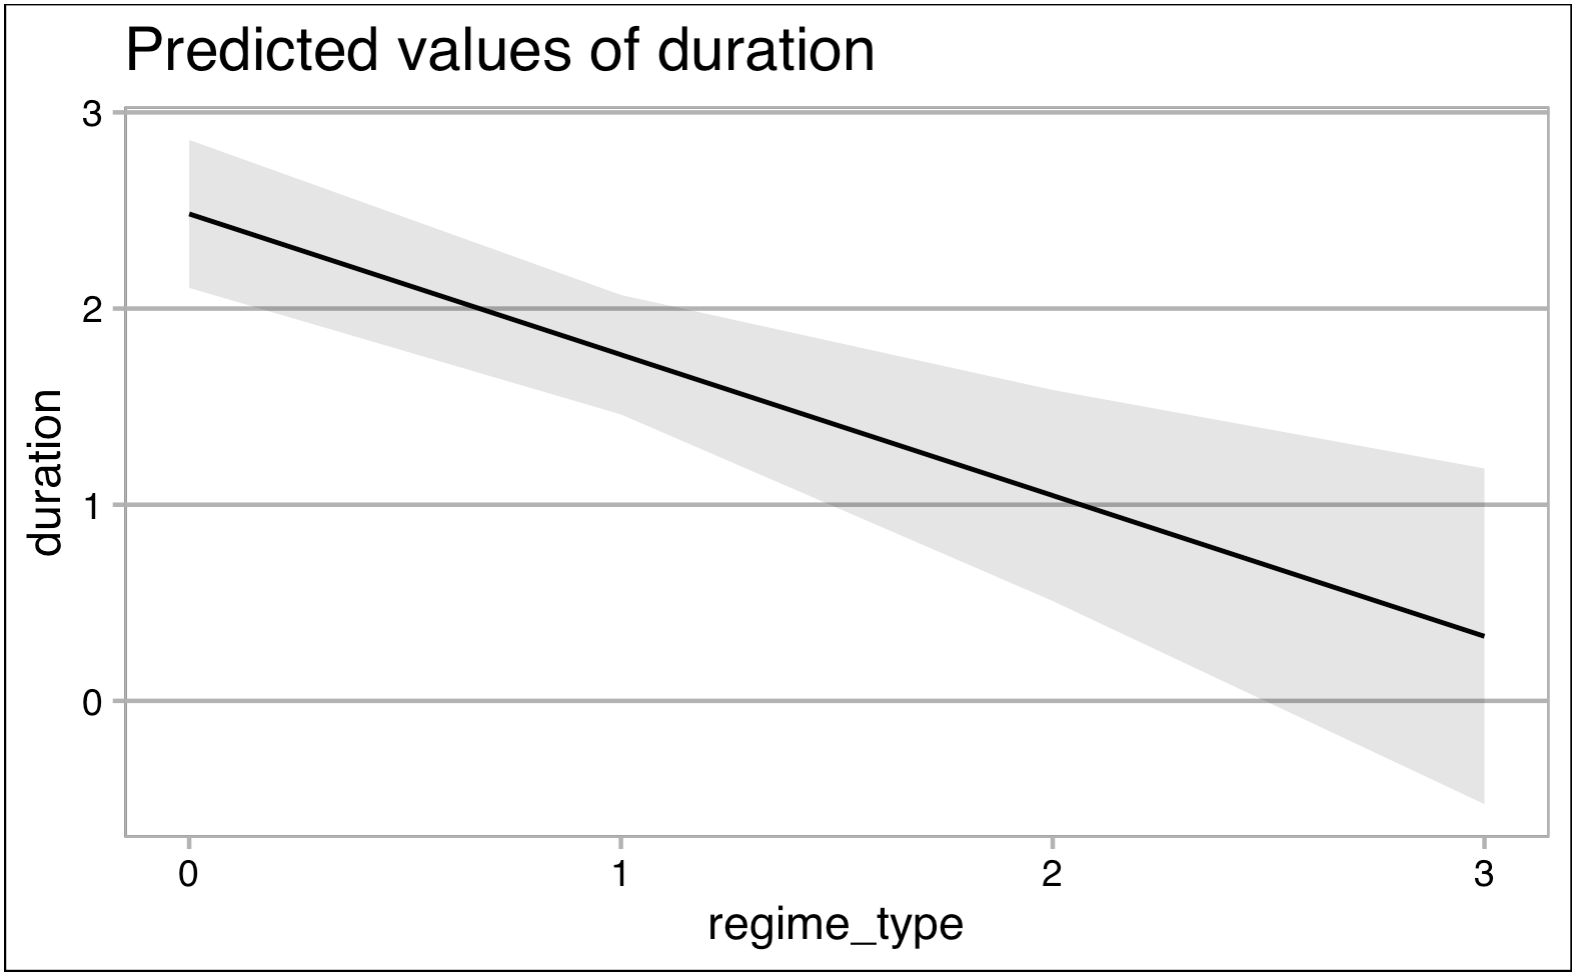 Predicted values of duration
3
2
1
0
duration
0 1 2 3
regime_type